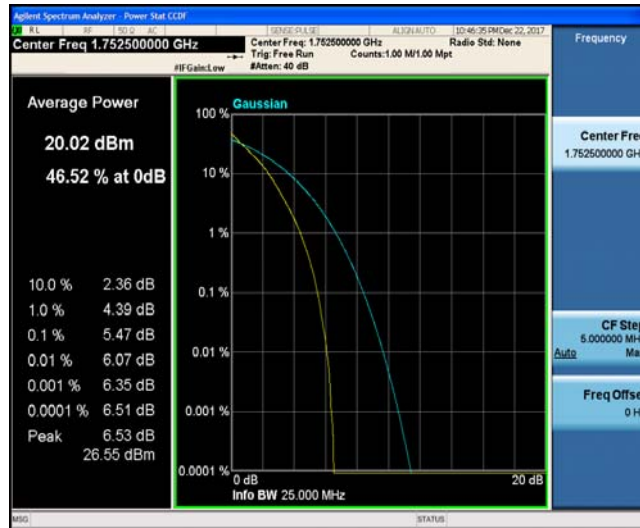 Agilent Spectrum Analyzer - Power Stat CCDF
RL RF 50 Ω AC SENSE:PULSE ALIGN AUTO 10:46:35 PM Dec 22, 2017
Center Freq 1.752500000 GHz
Center Freq: 1.752500000 GHz Radio Std: None
Trig: Free Run Counts:1.00 M/1.00 Mpt
#IFGain:Low #Atten: 40 dB
Frequency
Average Power
20.02 dBm
46.52 % at 0dB
10.0 % 2.36 dB
1.0 % 4.39 dB
0.1 % 5.47 dB
0.01 % 6.07 dB
0.001 % 6.35 dB
0.0001 % 6.51 dB
Peak 6.53 dB
26.55 dBm
Gaussian
100 %
10 %
1 %
0.1 %
0.01 %
0.001 %
0.0001 %
0 dB 20 dB
Info BW 25.000 MHz
Center Fre
1.752500000 GH
CF Step
5.000000 MH
Auto Ma
Freq Offse
0 H
MSG STATUS